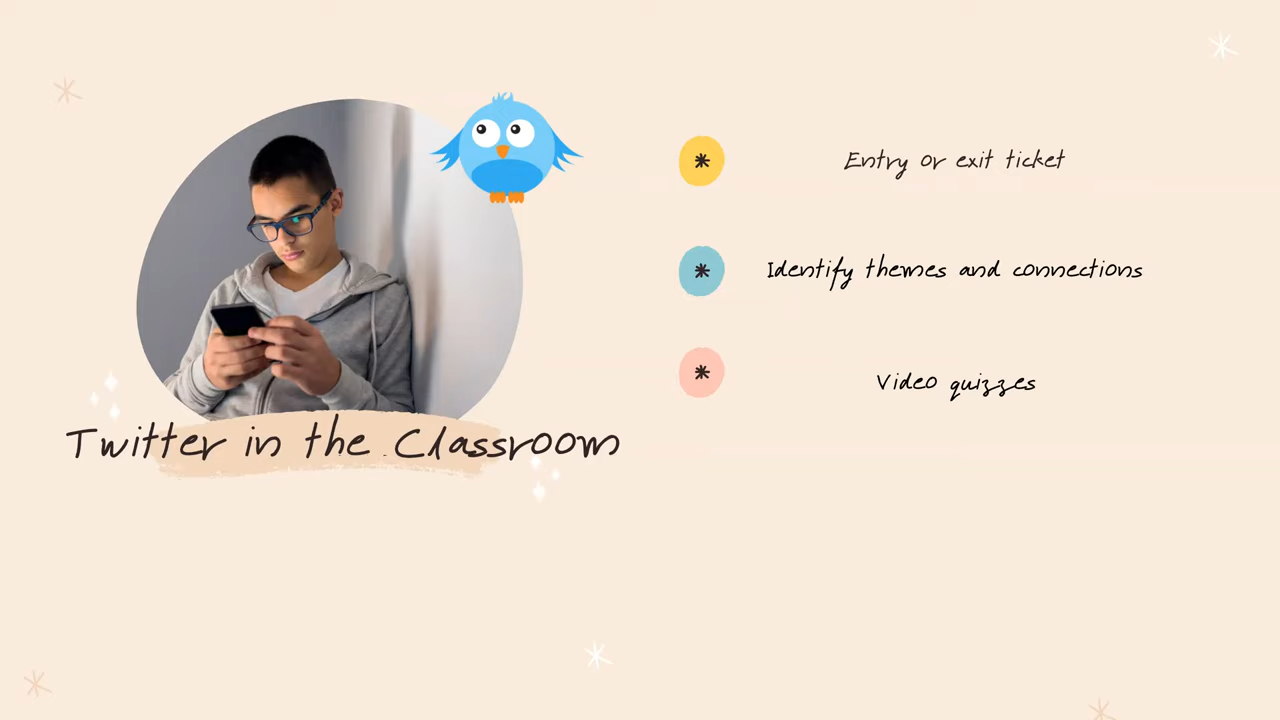 Twitter in the Classroom
Entry or exit ticket
Identify themes and connections
Video quizzes